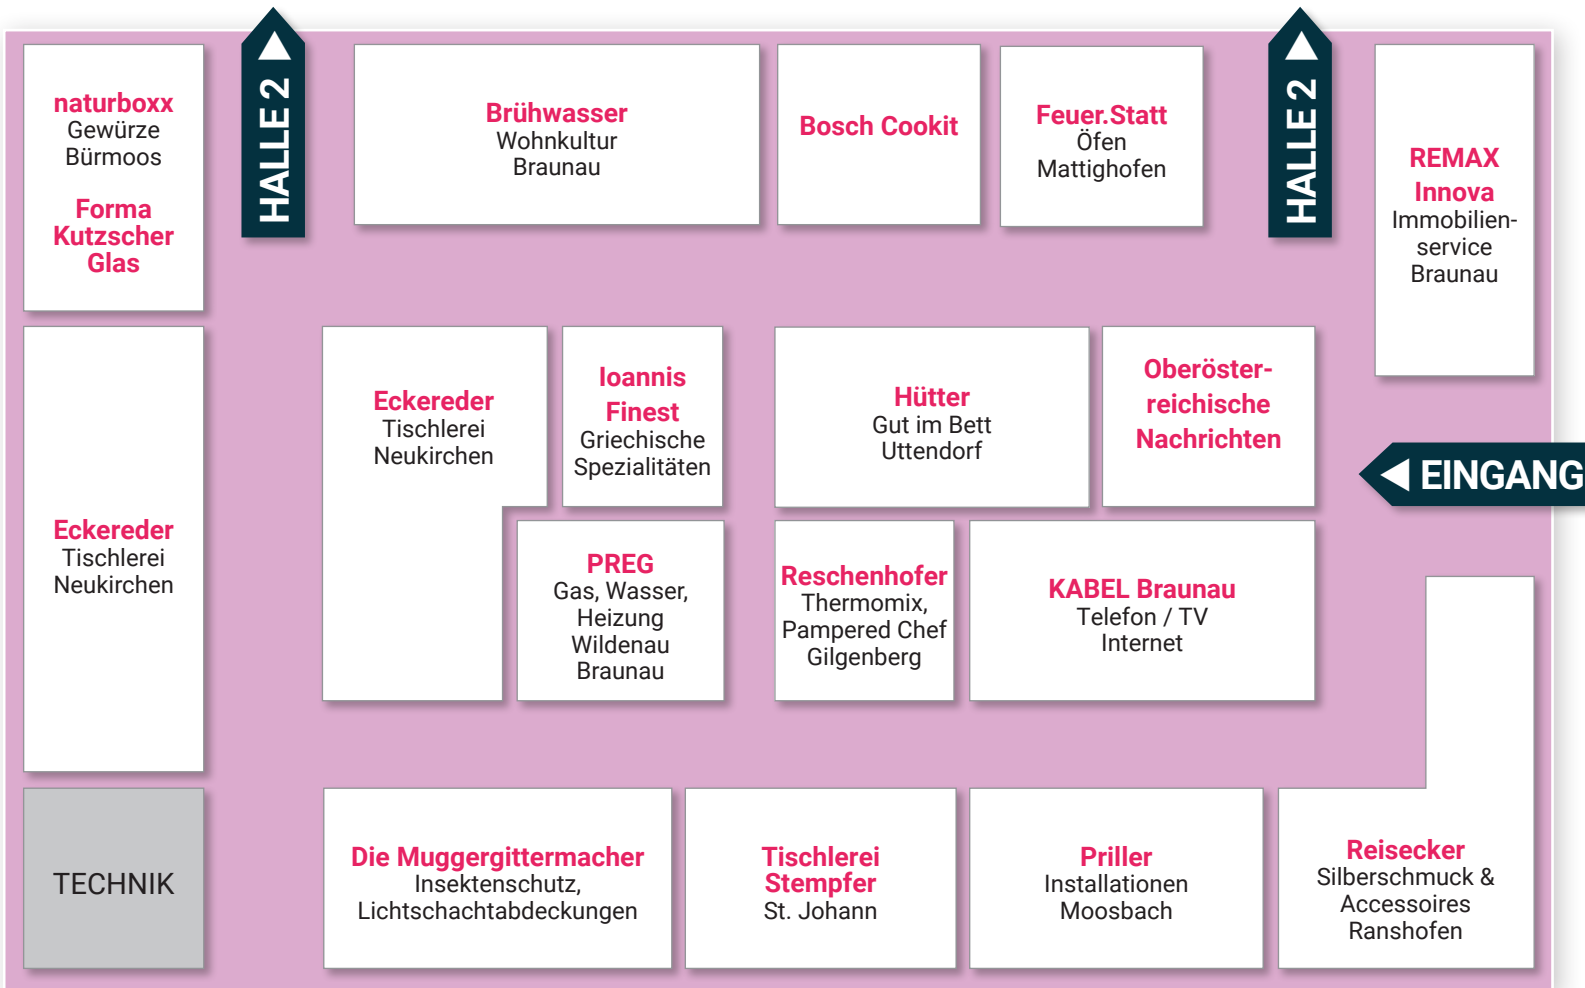 naturboxx
Gewürze
Bürmoos
Forma
Kutzscher
Glas
HALLE 2
Brühwasser
Wohnkultur
Braunau
Bosch Cookit
Feuer.Statt
Öfen
Mattighofen
HALLE 2
REMAX
Innova
Immobilien-
service
Braunau
Eckereder
Tischlerei
Neukirchen
Ioannis
Finest
Griechische
Spezialitäten
Hütter
Gut im Bett
Uttendorf
Oberöster-
reichische
Nachrichten
EINGANG
Eckereder
Tischlerei
Neukirchen
PREG
Gas, Wasser,
Heizung
Wildenau
Braunau
Reschenhofer
Thermomix,
Pampered Chef
Gilgenberg
KABEL Braunau
Telefon / TV
Internet
TECHNIK
Die Muggergittermacher
Insektenschutz,
Lichtschachtabdeckungen
Tischlerei
Stempfer
St. Johann
Priller
Installationen
Moosbach
Reisecker
Silberschmuck &
Accessoires
Ranshofen